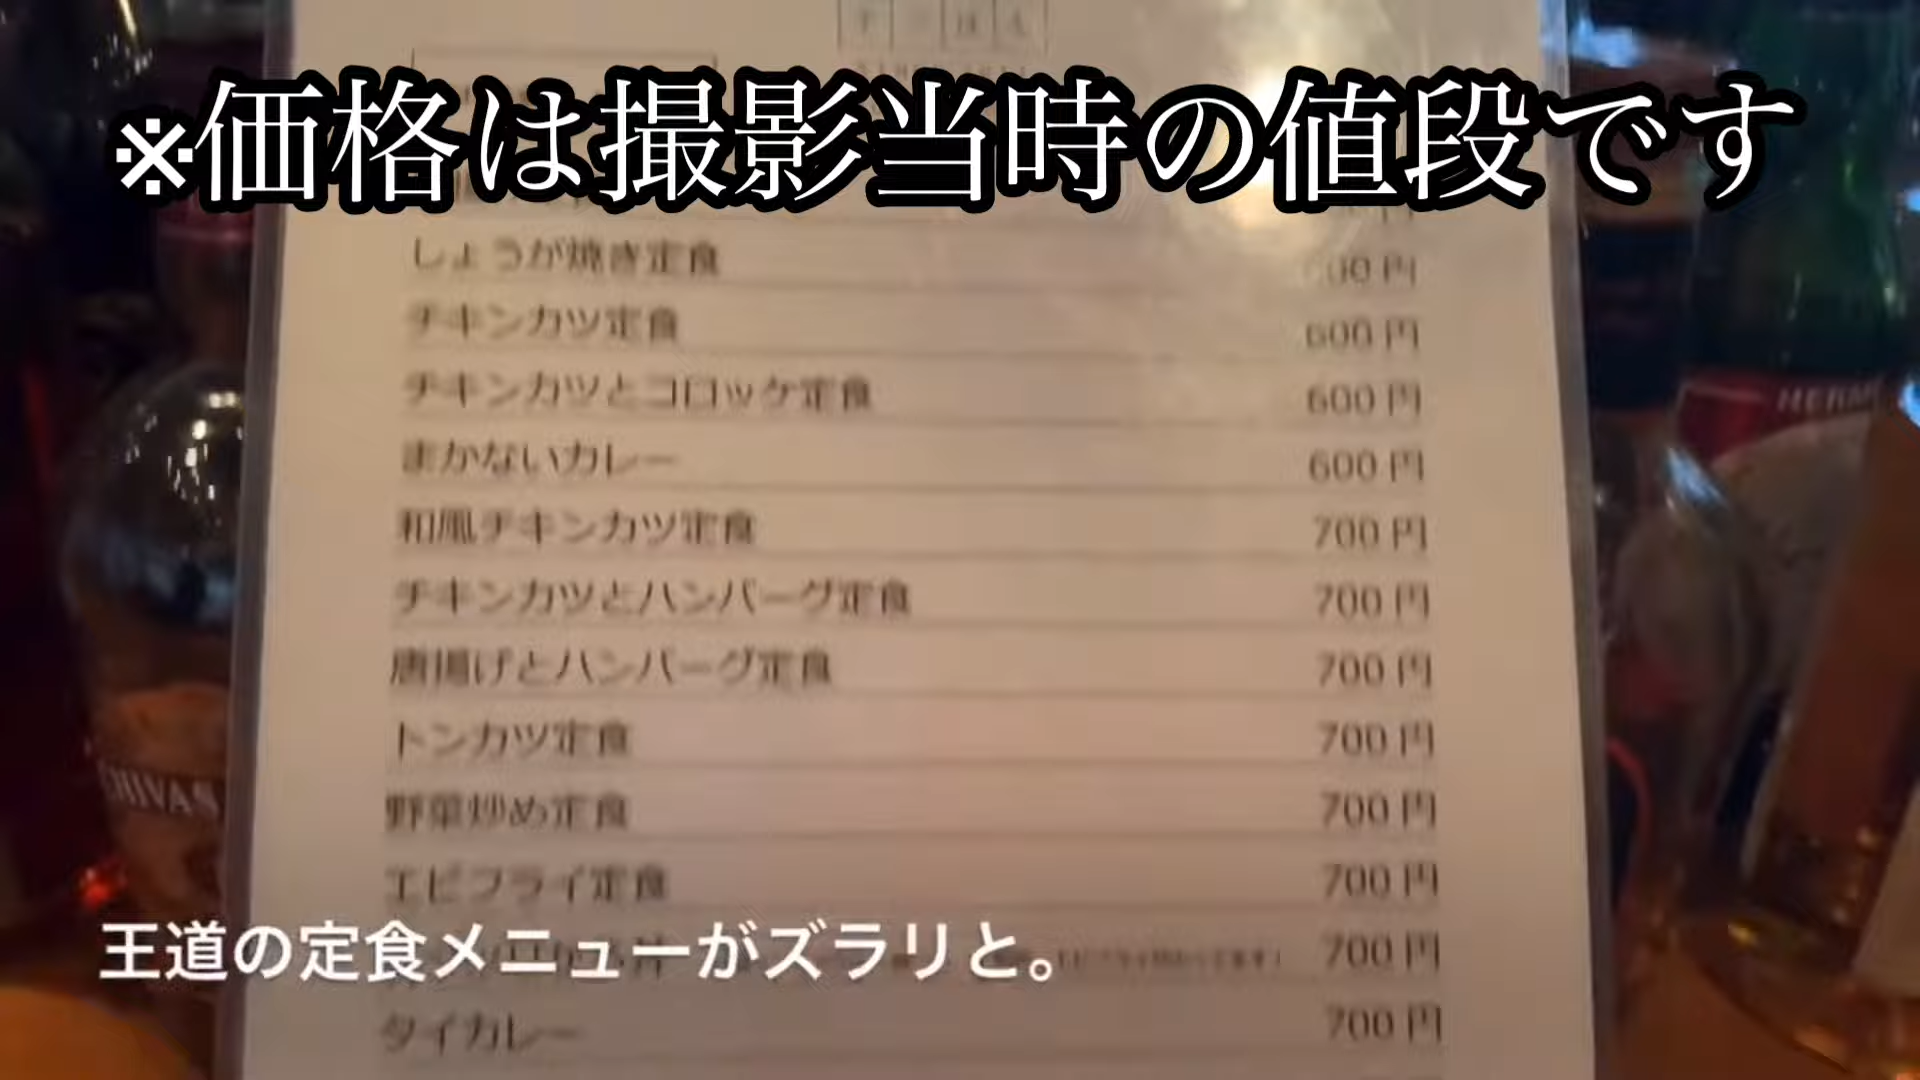 ※価格は撮影当時の値段です
しょうが焼き定食 00円
チキンカツ定食 600円
チキンカツとコロッケ定食 600円
まかないカレー 600円
和風チキンカツ定食 700円
チキンカツとハンバーグ定食 700円
唐揚げとハンバーグ定食 700円
トンカツ定食 700円
野菜炒め定食 700円
エビフライ定食 700円
王道の定食メニューがズラリと。
700円
タイカレー 700円
CHIVAS